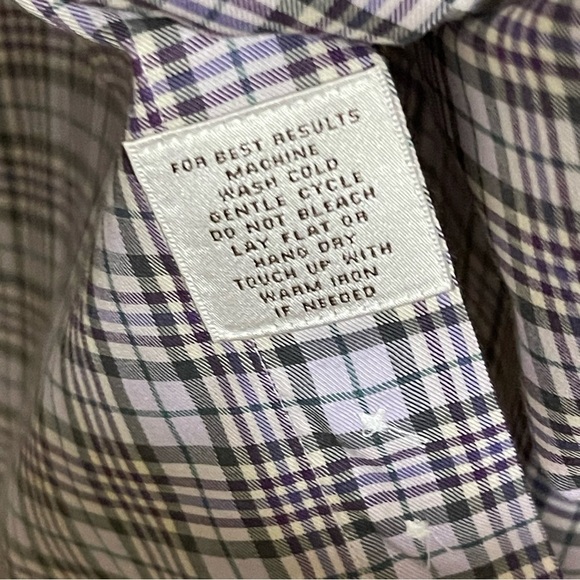 FOR BEST RESULTS
MACHINE
WASH COLD
GENTLE CYCLE
DO NOT BLEACH
LAY FLAT OR
HANG DRY
TOUCH UP WITH
WARM IRON
IF NEEDED